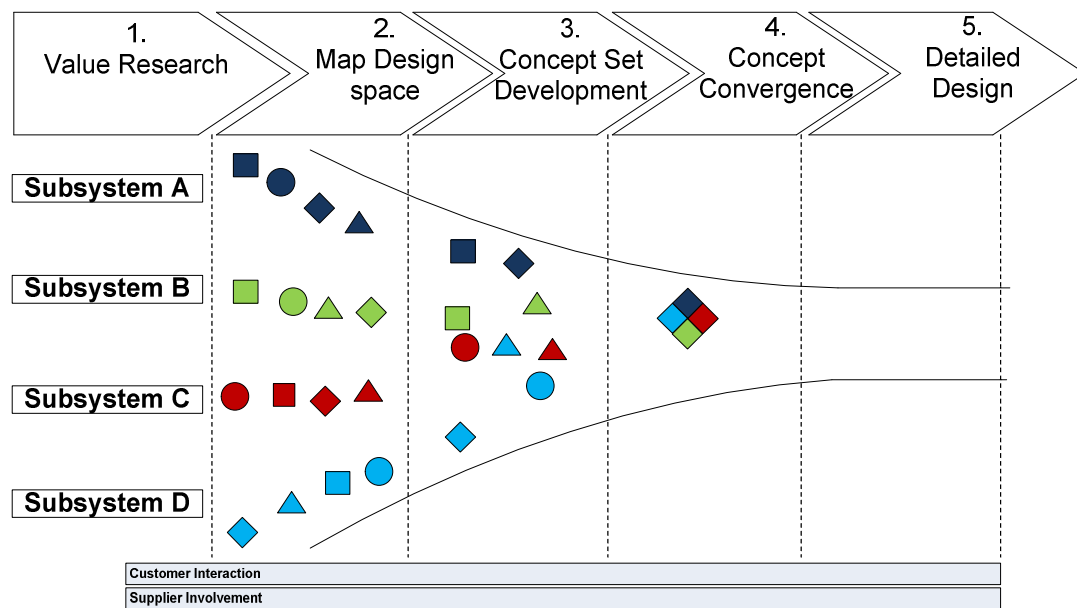 1.
Value Research
2.
Map Design
space
3.
Concept Set
Development
4.
Concept
Convergence
5.
Detailed
Design
Subsystem A
Subsystem B
Subsystem C
Subsystem D
Customer Interaction
Supplier Involvement